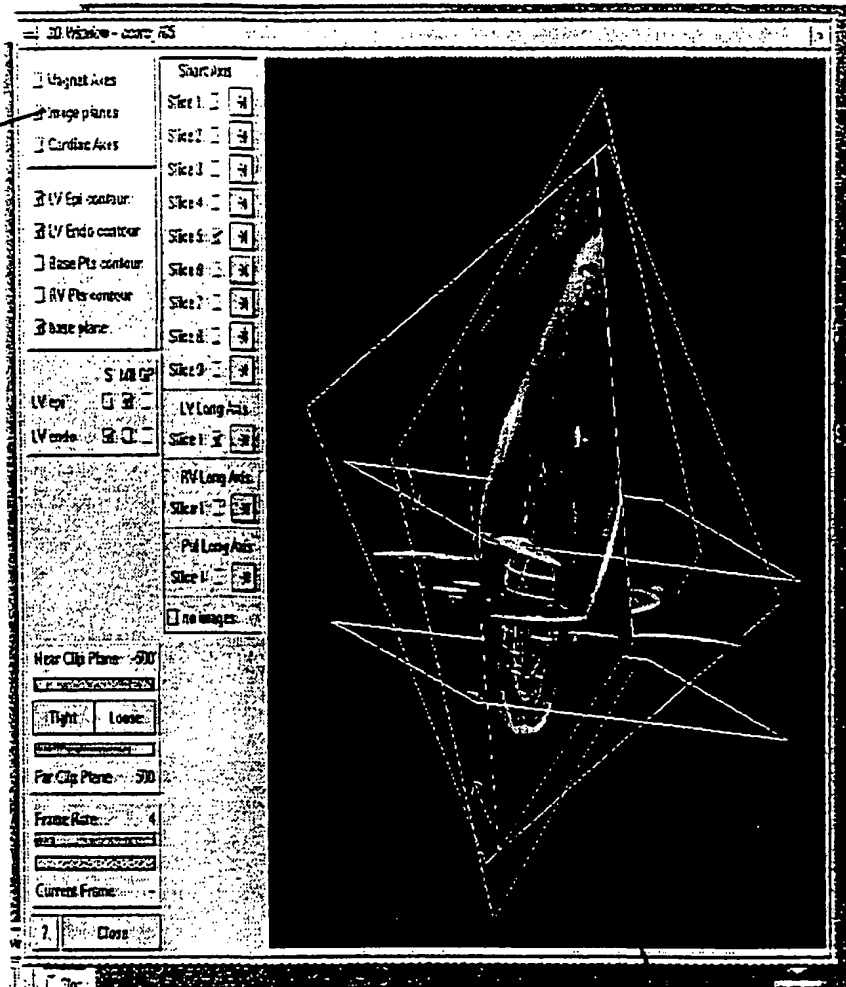 3D Window -
Magnet Axes
Image planes
Cardiac Axes
LV Epi contour
LV Endo contour
Base Pts contour
RV Pts contour
base plane
LV epi
LV endo
Short Axis
Slice 1
Slice 2
Slice 3
Slice 4
Slice 5
Slice 6
Slice 7
Slice 8
Slice 9
LV Long Axis
Slice 1
RV Long Axis
Slice 1
Slice 1
no images
Near Clip Plane -500
Tight Loose
Far Clip Plane 500
Frame Rate 4
Current Frame -
? Close